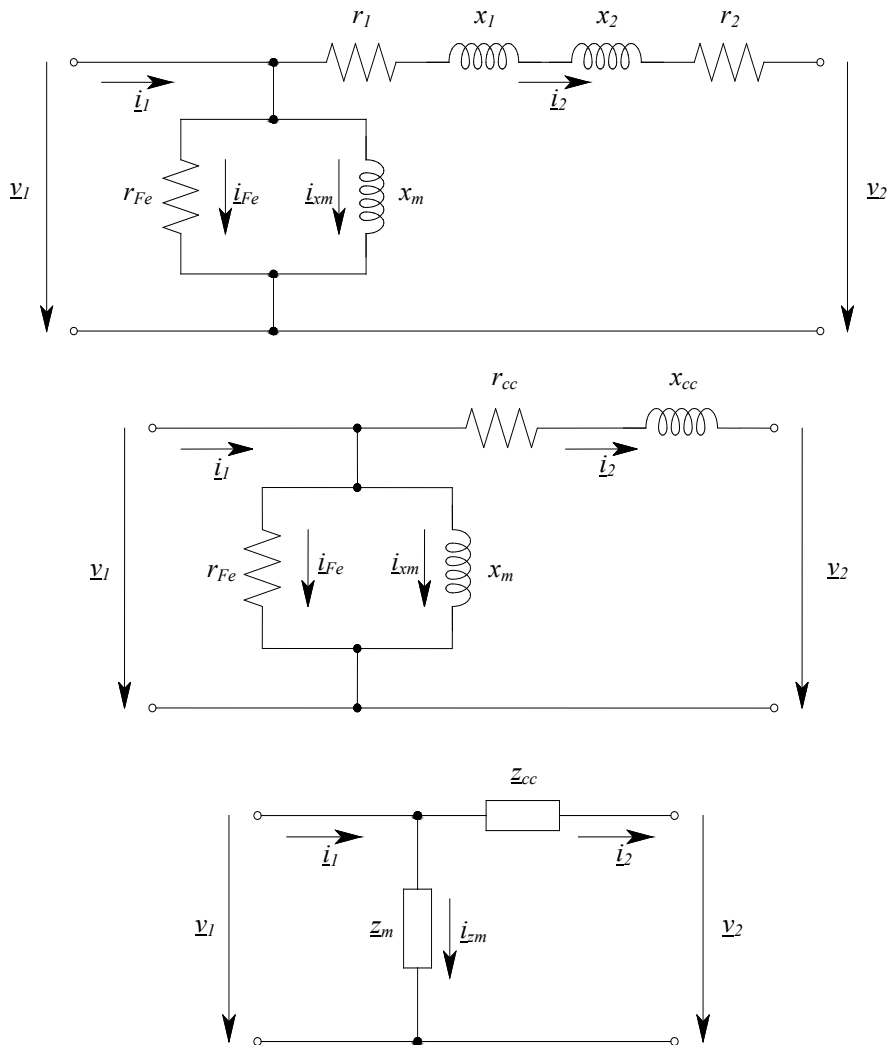 r1 x1 x2 r2
i1 i2
v1 rFe iFe ixm xm v2
rcc xcc
i1 i2
v1 rFe iFe ixm xm v2
zcc
i1 i2
v1 zm izm v2